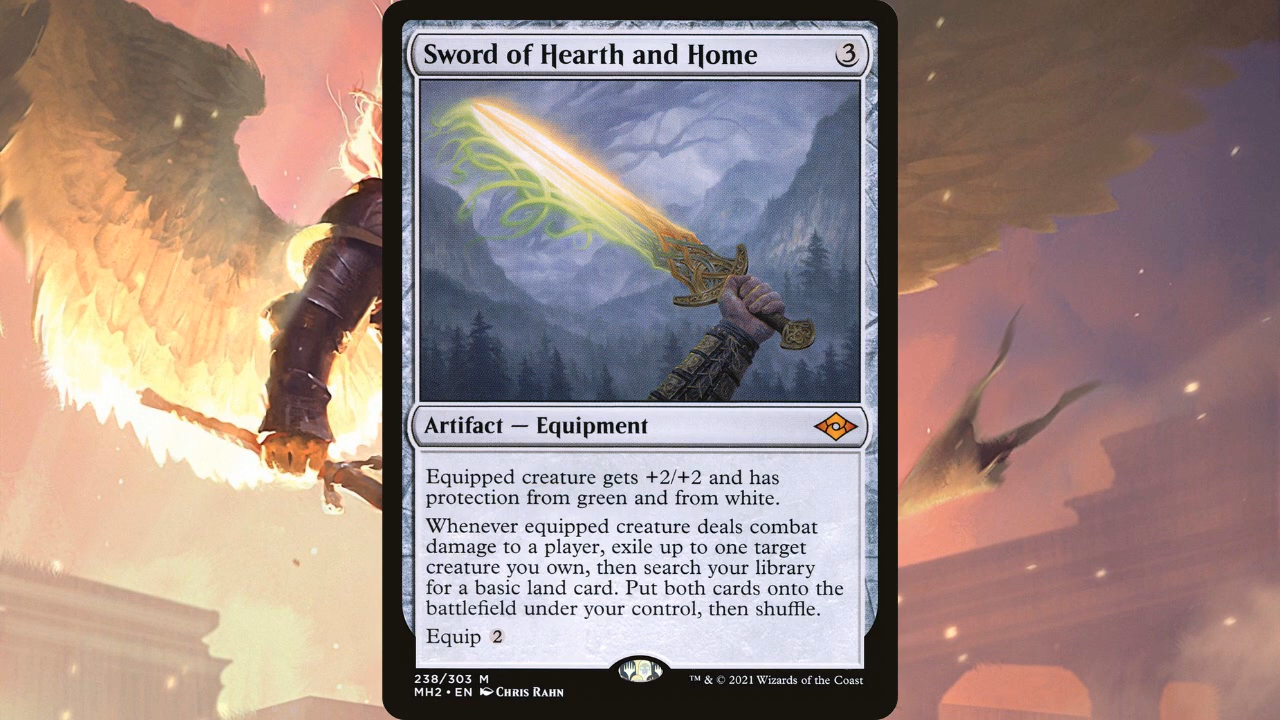 Sword of Hearth and Home 3
Artifact — Equipment
Equipped creature gets +2/+2 and has
protection from green and from white.
Whenever equipped creature deals combat
damage to a player, exile up to one target
creature you own, then search your library
for a basic land card. Put both cards onto the
battlefield under your control, then shuffle.
Equip 2
238/303 M
MH2 • EN Chris Rahn
™ & © 2021 Wizards of the Coast